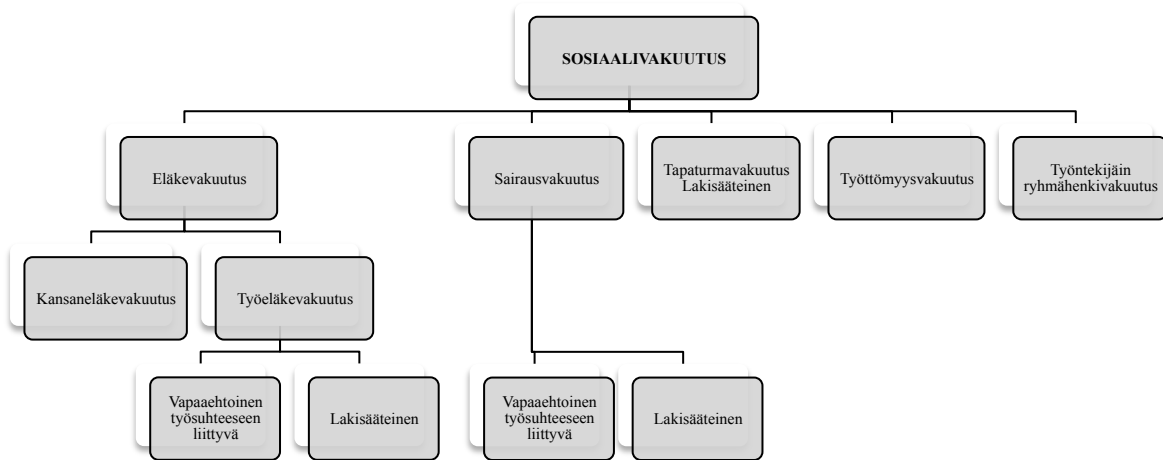 SOSIAALIVAKUUTUS
Eläkevakuutus
Sairausvakuutus
Tapaturmavakuutus
Lakisääteinen
Työttömyysvakuutus
Työntekijäin
ryhmähenkivakuutus
Kansaneläkevakuutus
Työeläkevakuutus
Vapaaehtoinen
työsuhteeseen
liittyvä
Lakisääteinen
Vapaaehtoinen
työsuhteeseen
liittyvä
Lakisääteinen